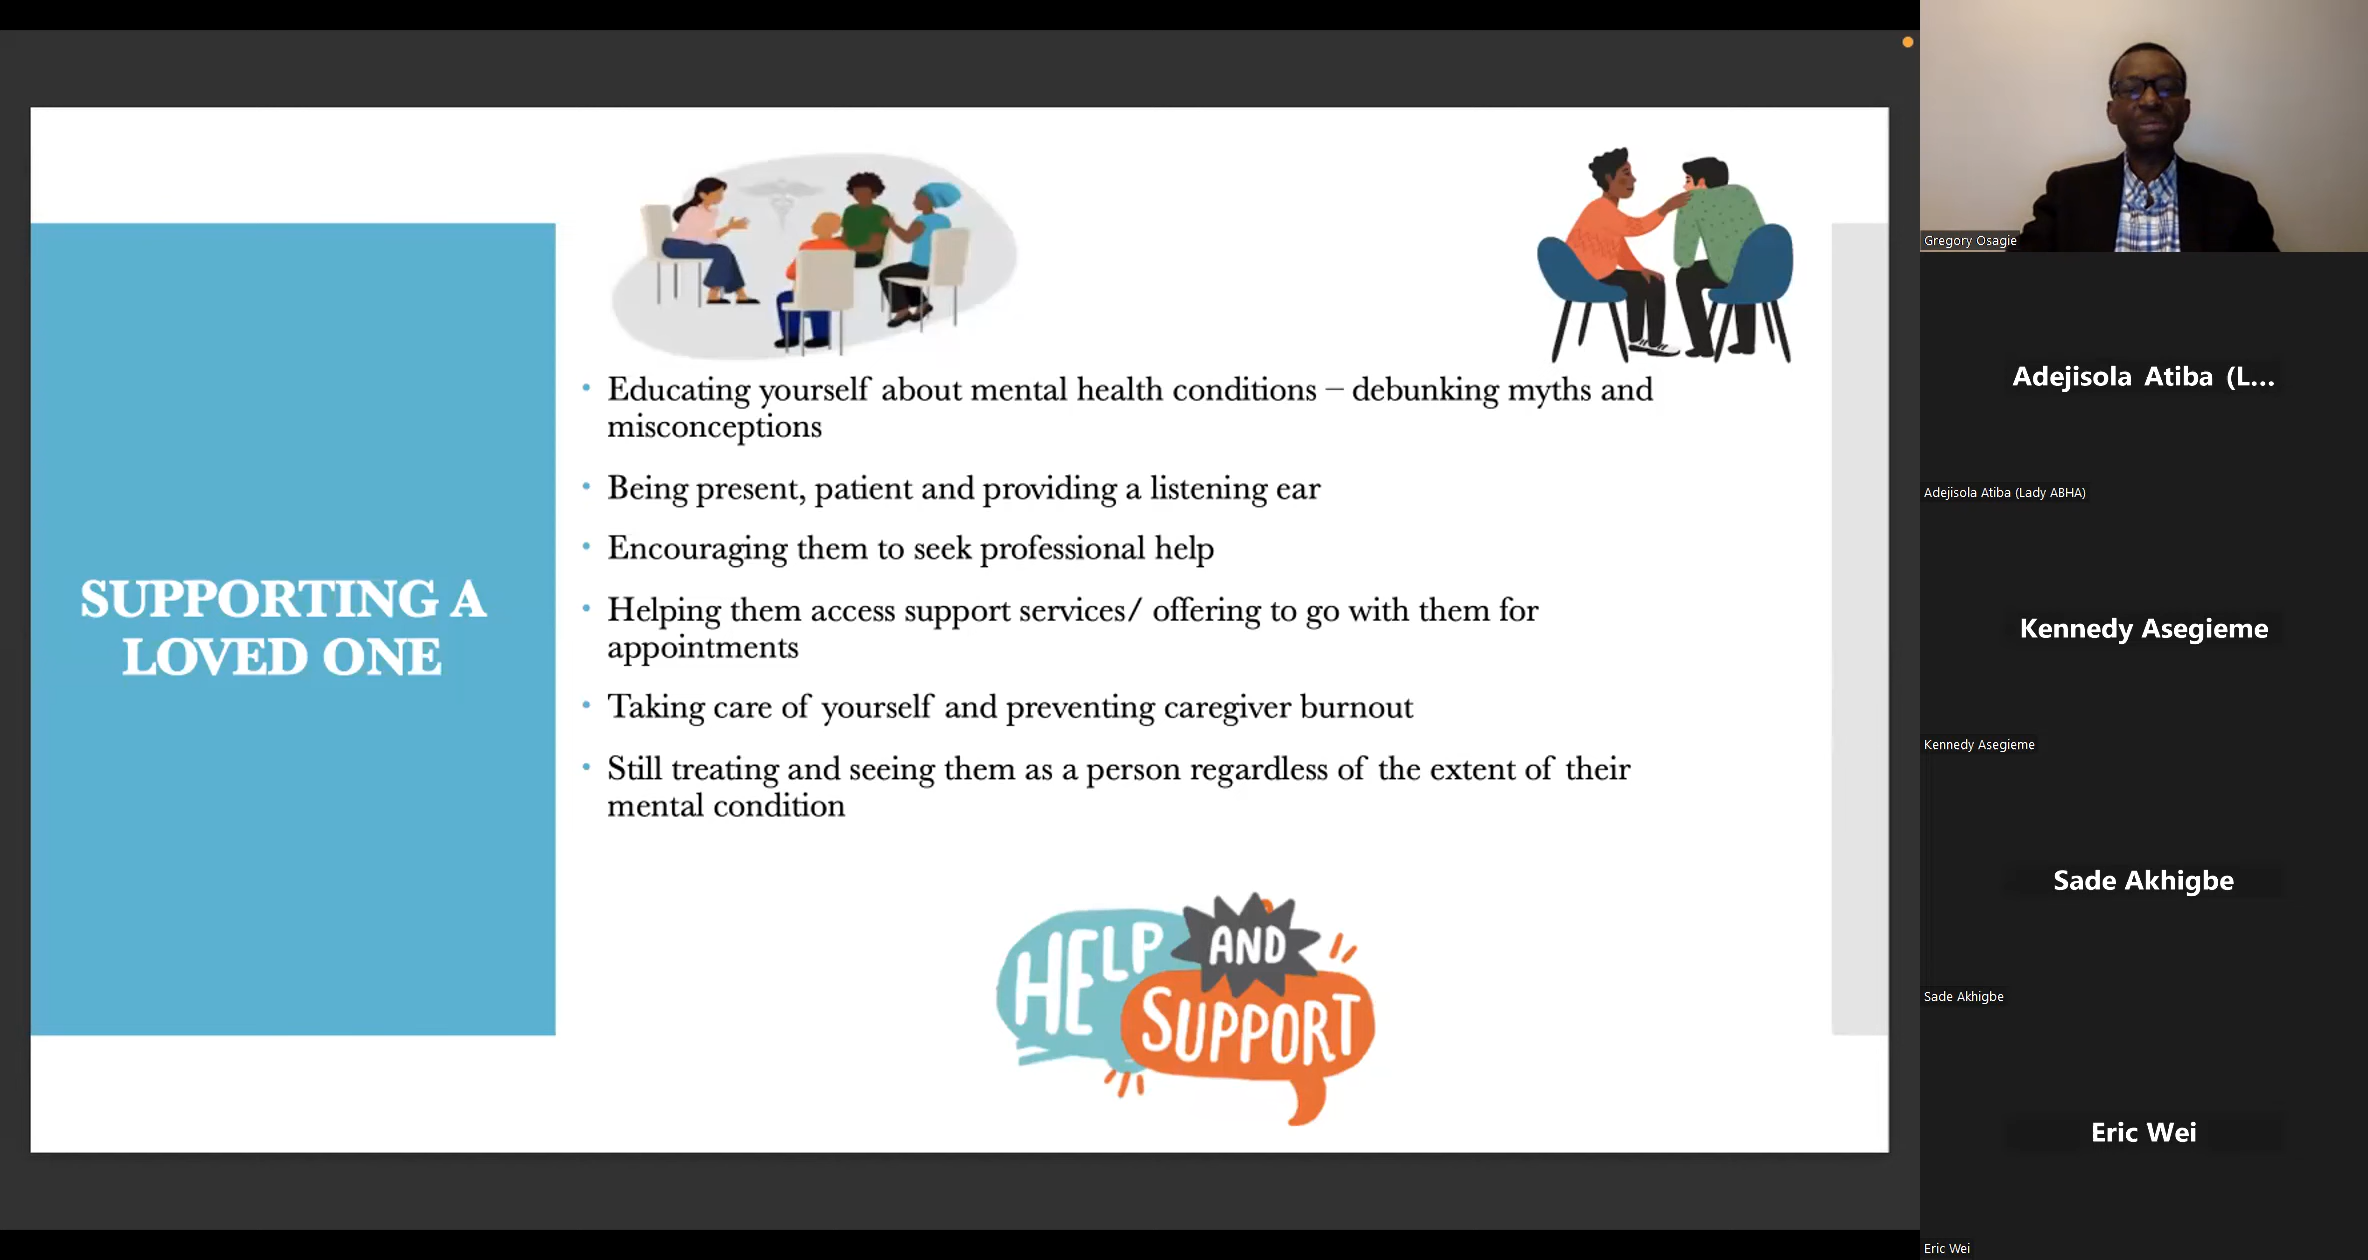 SUPPORTING A
LOVED ONE
• Educating yourself about mental health conditions – debunking myths and
misconceptions
• Being present, patient and providing a listening ear
• Encouraging them to seek professional help
• Helping them access support services/ offering to go with them for
appointments
• Taking care of yourself and preventing caregiver burnout
• Still treating and seeing them as a person regardless of the extent of their
mental condition
HELP
AND
SUPPORT
Gregory Osagie
Adejisola Atiba (L...
Adejisola Atiba (Lady ABHA)
Kennedy Asegieme
Kennedy Asegieme
Sade Akhigbe
Sade Akhigbe
Eric Wei
Eric Wei